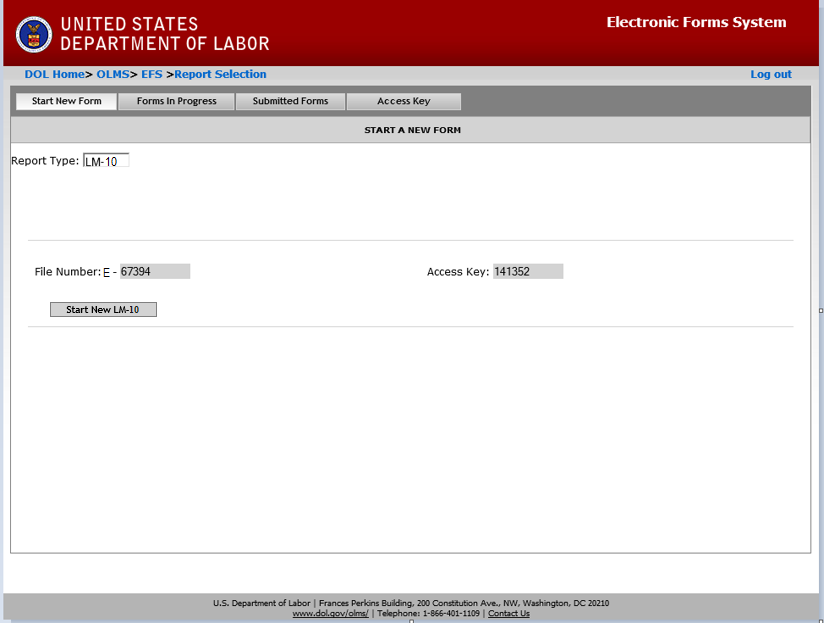 UNITED STATES
DEPARTMENT OF LABOR
Electronic Forms System
DOL Home> OLMS> EFS >Report Selection
Log out
Start New Form
Forms In Progress
Submitted Forms
Access Key
START A NEW FORM
Report Type: LM-10
File Number: E - 67394
Access Key: 141352
Start New LM-10
U.S. Department of Labor | Frances Perkins Building, 200 Constitution Ave., NW, Washington, DC 20210
www.dol.gov/olms/ | Telephone: 1-866-401-1109 | Contact Us